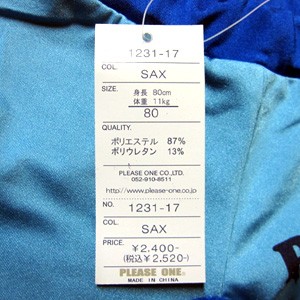 1231-17
COL.
SAX
SIZE.
身長 80cm
体重 11kg
80
QUALITY.
ポリエステル 87%
ポリウレタン 13%
PLEASE ONE CO.,LTD.
052-910-8511
http://www.please-one.co.jp
NO.
1231-17
COL.
SAX
PRICE.
¥2,400-
(税込¥2,520-)
PLEASE ONE.
MADE IN CHINA